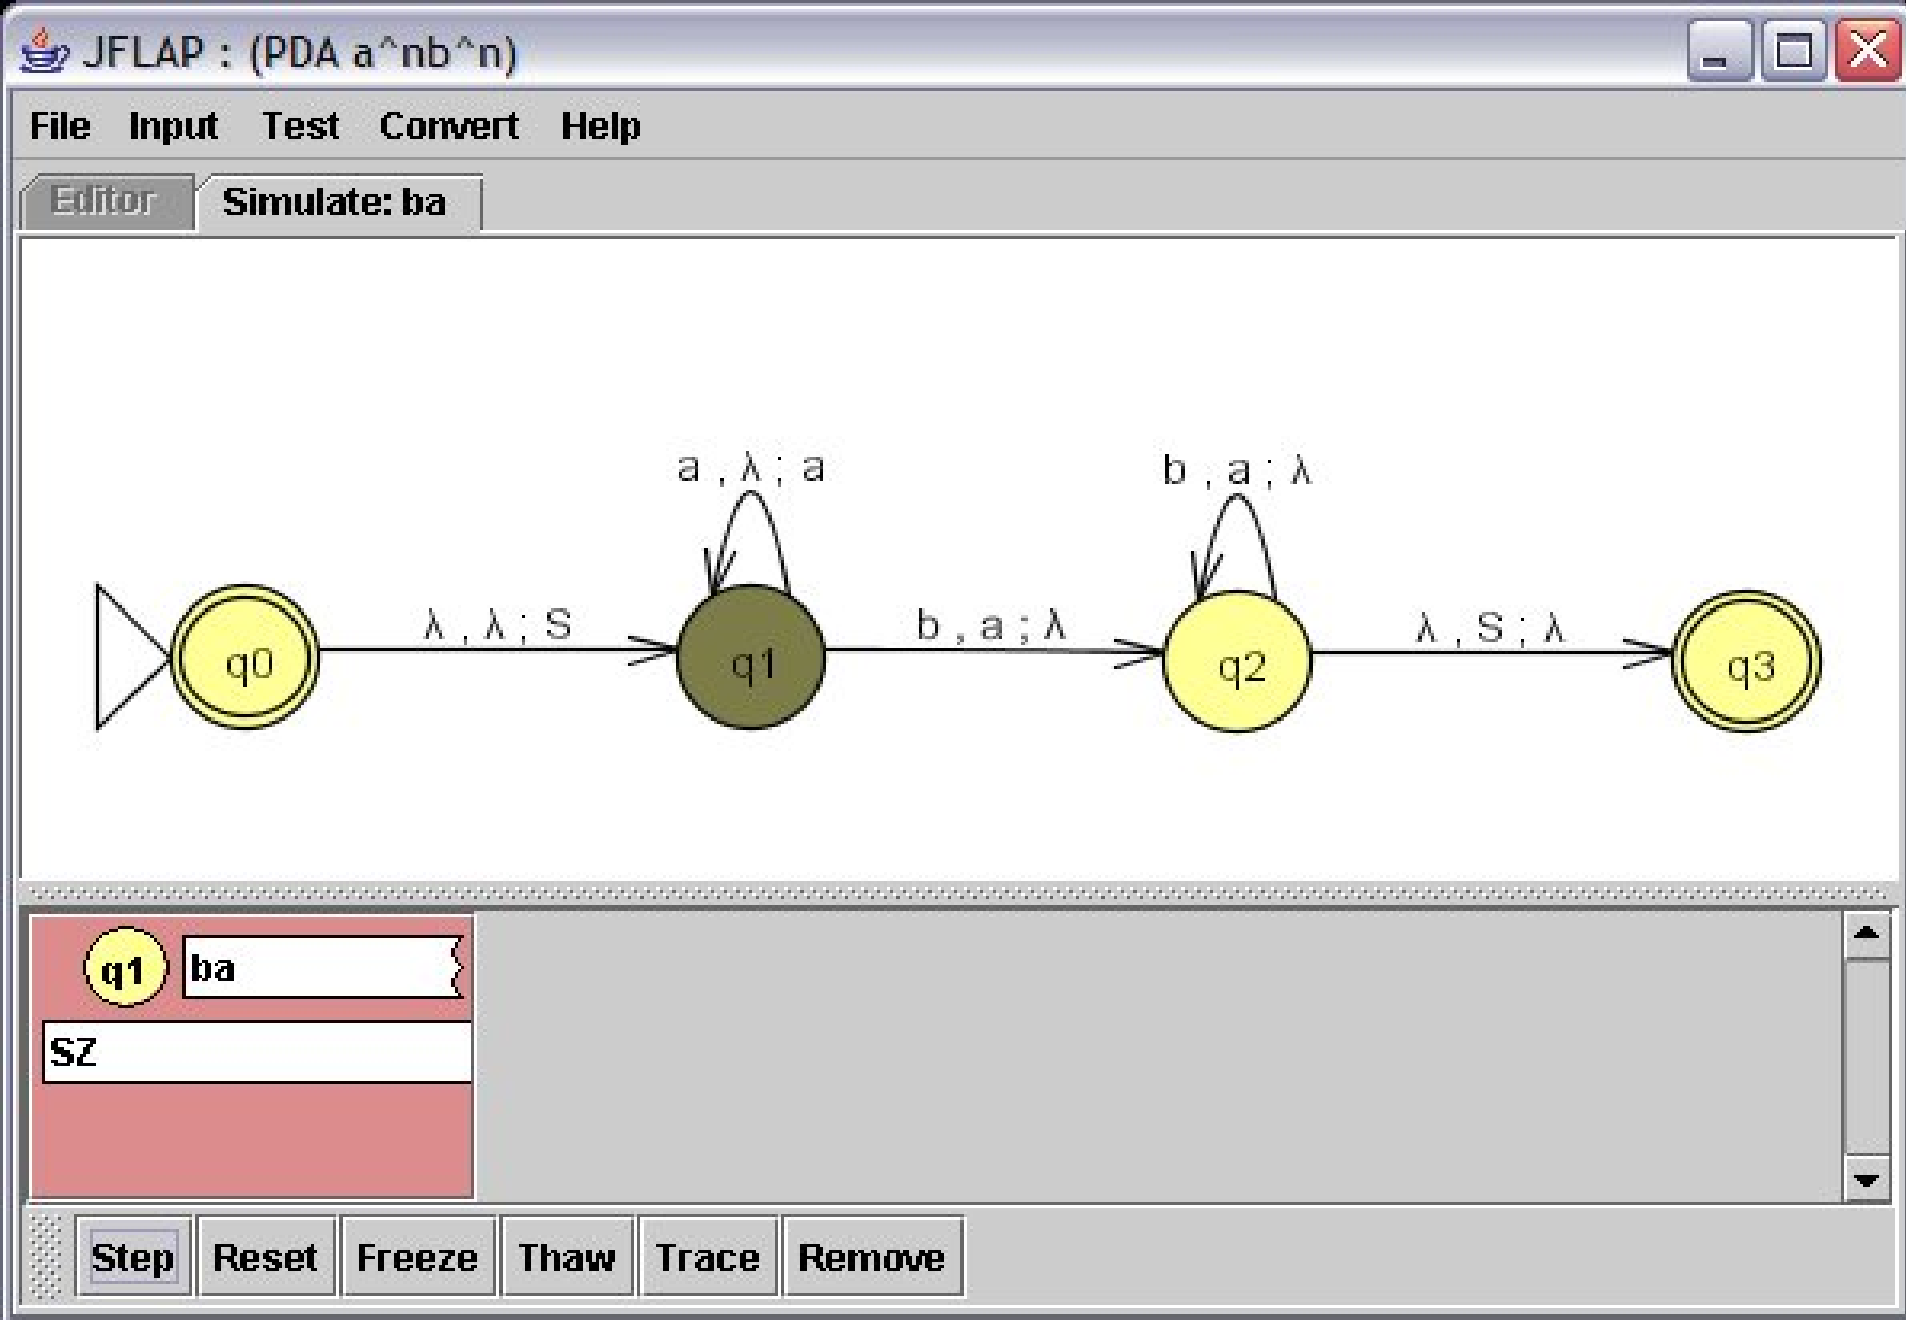 JFLAP : (PDA a^nb^n)
File Input Test Convert Help
Editor Simulate: ba
a , λ ; a b , a ; λ
λ , λ ; S b , a ; λ λ , S ; λ
q0 q1 q2 q3
q1 ba
SZ
Step Reset Freeze Thaw Trace Remove